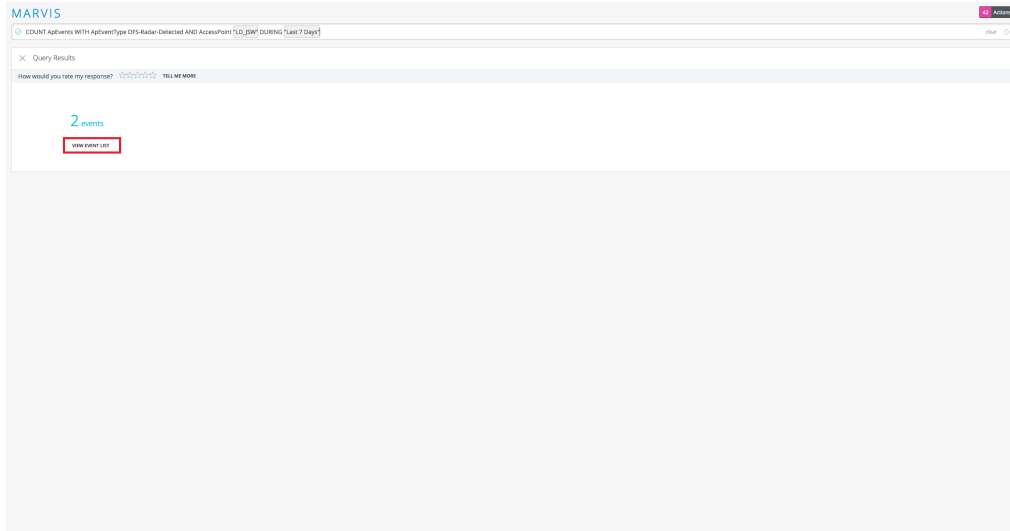 MARVIS
42 Actions
COUNT ApEvents WITH ApEventType DFS-Radar-Detected AND AccessPoint "LD_JSW" DURING "Last 7 Days"
clear
Query Results
How would you rate my response? TELL ME MORE
2 events
VIEW EVENT LIST